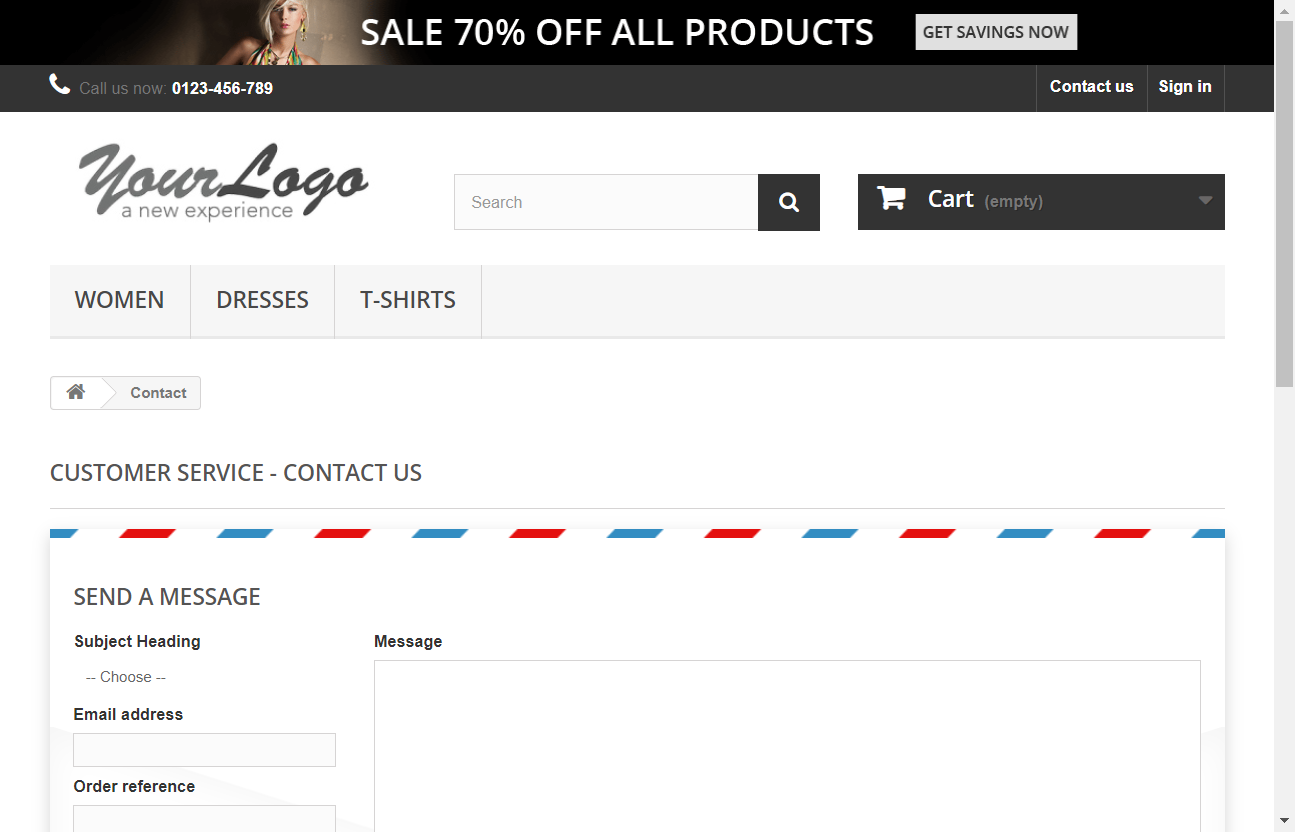 SALE 70% OFF ALL PRODUCTS GET SAVINGS NOW
Call us now: 0123-456-789 Contact us Sign in
Your Logo
a new experience
Search
Cart (empty)
WOMEN DRESSES T-SHIRTS
Contact
CUSTOMER SERVICE - CONTACT US
SEND A MESSAGE
Subject Heading
-- Choose --
Email address
Order reference
Message